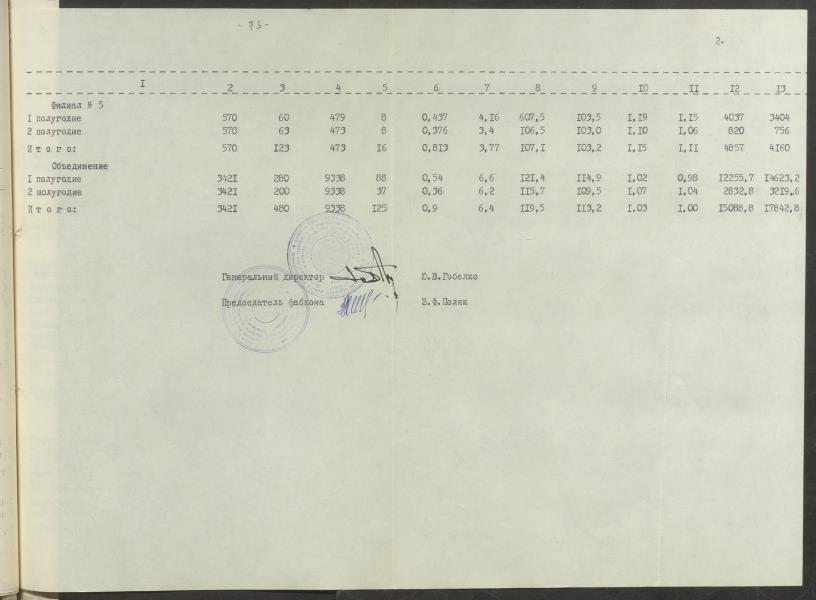 - 73 -
2.
I 2 3 4 5 6 7 8 9 I0 II I2 I3
Филиал № 5
I полугодие 570 60 479 8 0,437 4,I6 607,5 I03,5 I,I9 I,I5 4037 3404
2 полугодие 570 63 473 8 0,376 3,4 I06,5 I03,0 I,I0 I,06 820 756
И т о г о: 570 I23 473 I6 0,8I3 3,77 I07,I I03,2 I,I5 I,II 4857 4I60
Объединение
I полугодие 342I 280 9338 88 0,54 6,6 I2I,4 II4,9 I,02 0,98 I2255,7 I4623,2
2 полугодие 342I 200 9338 37 0,36 6,2 II5,7 I09,5 I,07 I,04 2832,8 32I9,6
И т о г о: 342I 480 9338 I25 0,9 6,4 II9,5 II3,2 I,03 I,00 I5088,8 I7842,8
Генеральный директор Ю.В.Гобелко
Председатель фабкома З.Ф.Поляк